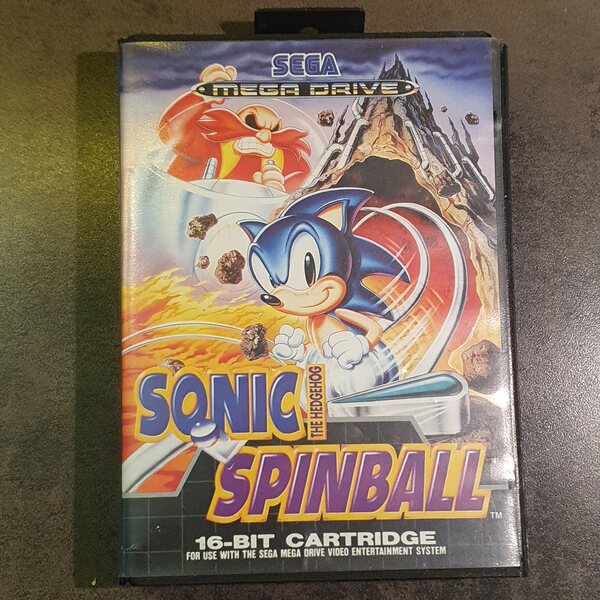 SEGA
MEGA DRIVE
SONIC
THE HEDGEHOG
SPINBALL
TM
16-BIT CARTRIDGE
FOR USE WITH THE SEGA MEGA DRIVE VIDEO ENTERTAINMENT SYSTEM